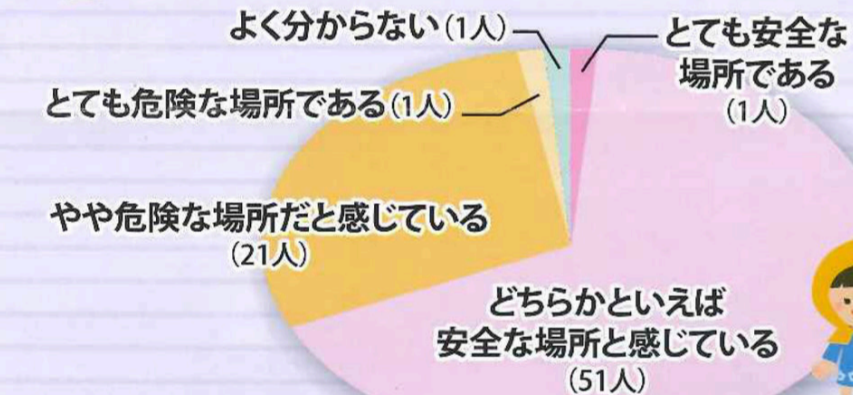 よく分からない(1人)
とても安全な
場所である
(1人)
とても危険な場所である(1人)
やや危険な場所だと感じている
(21人)
どちらかといえば
安全な場所と感じている
(51人)